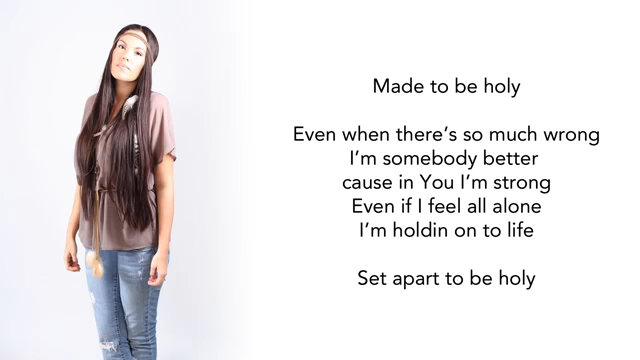 Made to be holy
Even when there's so much wrong
I'm somebody better
cause in You I'm strong
Even if I feel all alone
I'm holdin on to life
Set apart to be holy